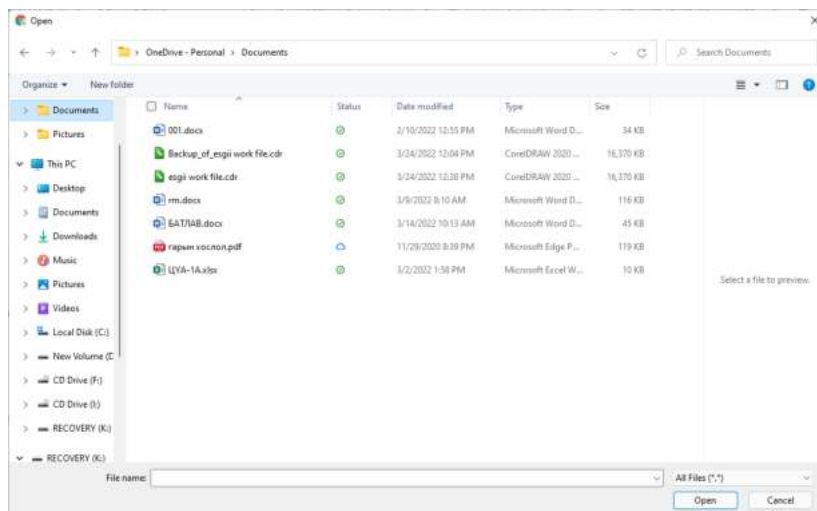 Open
OneDrive - Personal > Documents
Search Documents
Organize
New folder
Name Status Date modified Type Size
Documents
Pictures
This PC
Desktop
Documents
Downloads
Music
Pictures
Videos
Local Disk (C:)
New Volume (D
CD Drive (F:)
CD Drive (I:)
RECOVERY (K:)
RECOVERY (K:)
001.docx 2/10/2022 12:55 PM Microsoft Word D... 34 KB
Backup_of_esgii work file.cdr 3/24/2022 12:04 PM CorelDRAW 2020 ... 16,370 KB
esgii work file.cdr 3/24/2022 12:38 PM CorelDRAW 2020 ... 16,370 KB
rm.docx 3/9/2022 8:10 AM Microsoft Word D... 116 KB
БАТЛАВ.docx 3/14/2022 10:13 AM Microsoft Word D... 45 KB
гарын хослол.pdf 11/29/2020 8:39 PM Microsoft Edge P... 119 KB
ЦУА-1А.xlsx 3/2/2022 1:58 PM Microsoft Excel W... 10 KB
Select a file to preview.
File name:
All Files (*.*)
Open
Cancel